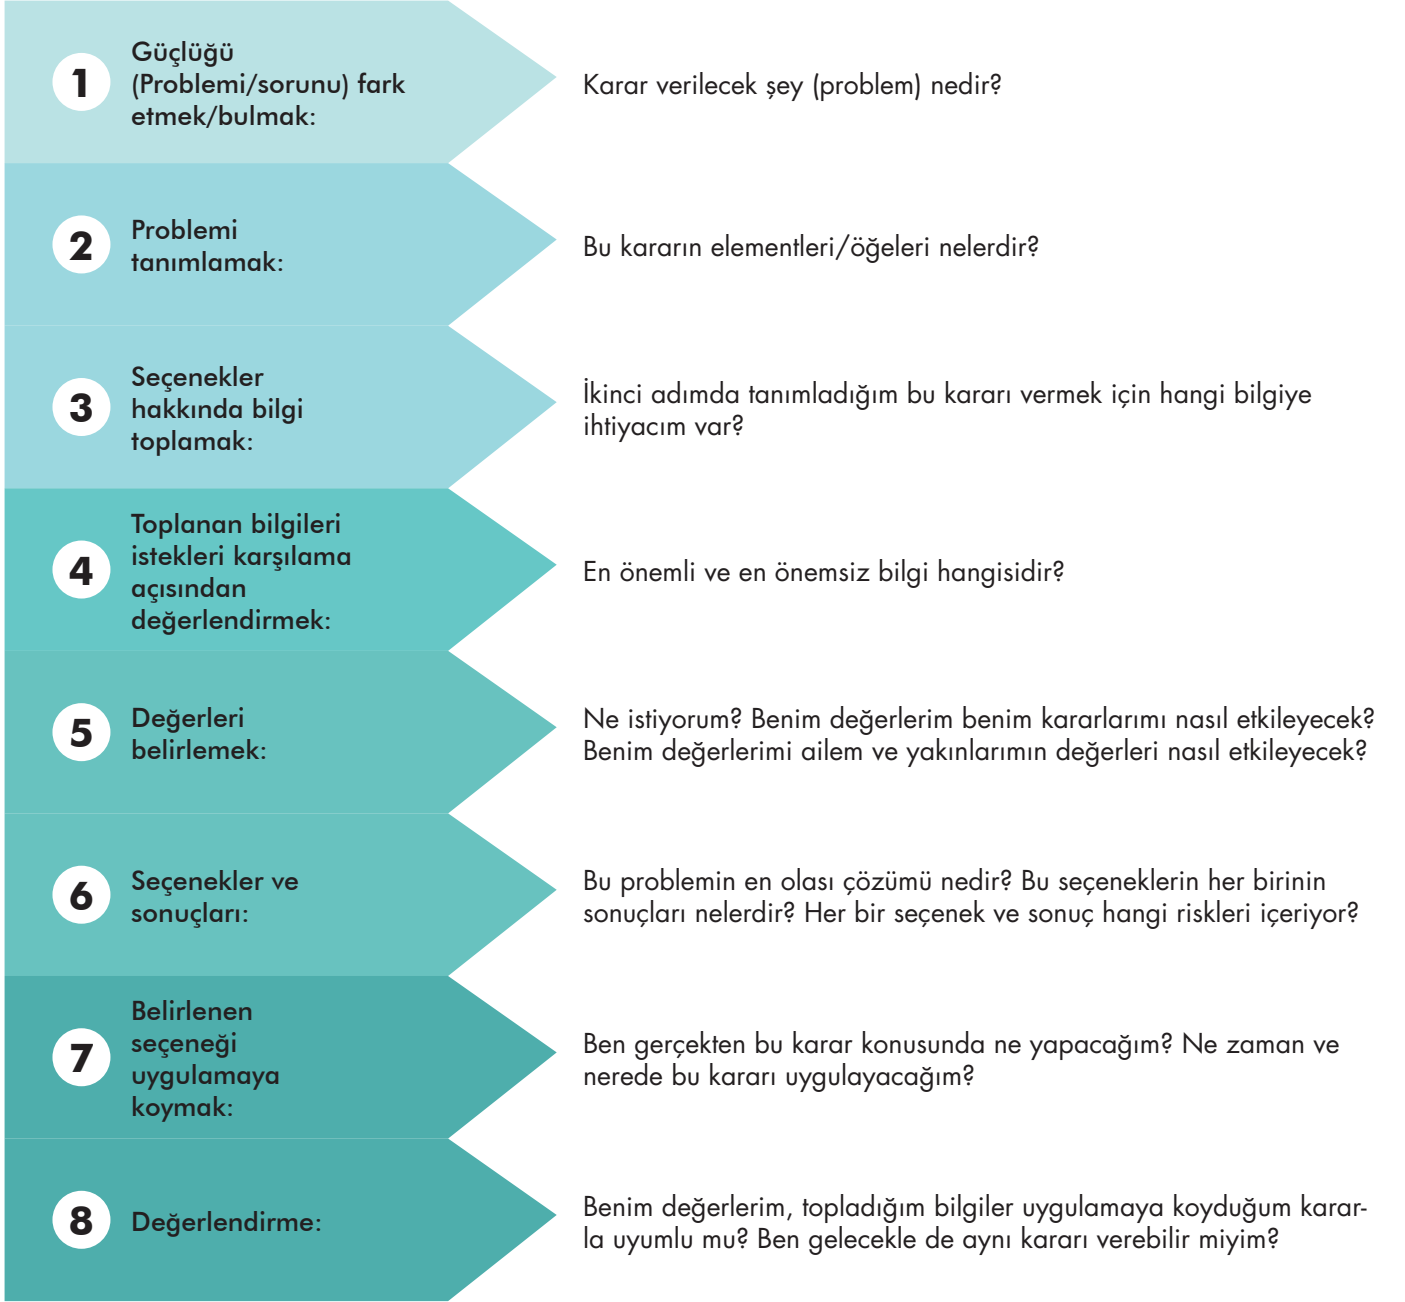 1
Güçlüğü
(Problemi/sorunu) fark
etmek/bulmak:
Karar verilecek şey (problem) nedir?
2
Problemi
tanımlamak:
Bu kararın elementleri/öğeleri nelerdir?
3
Seçenekler
hakkında bilgi
toplamak:
İkinci adımda tanımladığım bu kararı vermek için hangi bilgiye
ihtiyacım var?
4
Toplanan bilgileri
istekleri karşılama
açısından
değerlendirmek:
En önemli ve en önemsiz bilgi hangisidir?
5
Değerleri
belirlemek:
Ne istiyorum? Benim değerlerim benim kararlarımı nasıl etkileyecek?
Benim değerlerimi ailem ve yakınlarımın değerleri nasıl etkileyecek?
6
Seçenekler ve
sonuçları:
Bu problemin en olası çözümü nedir? Bu seçeneklerin her birinin
sonuçları nelerdir? Her bir seçenek ve sonuç hangi riskleri içeriyor?
7
Belirlenen
seçeneği
uygulamaya
koymak:
Ben gerçekten bu karar konusunda ne yapacağım? Ne zaman ve
nerede bu kararı uygulayacağım?
8
Değerlendirme:
Benim değerlerim, topladığım bilgiler uygulamaya koyduğum karar-
la uyumlu mu? Ben gelecekle de aynı kararı verebilir miyim?